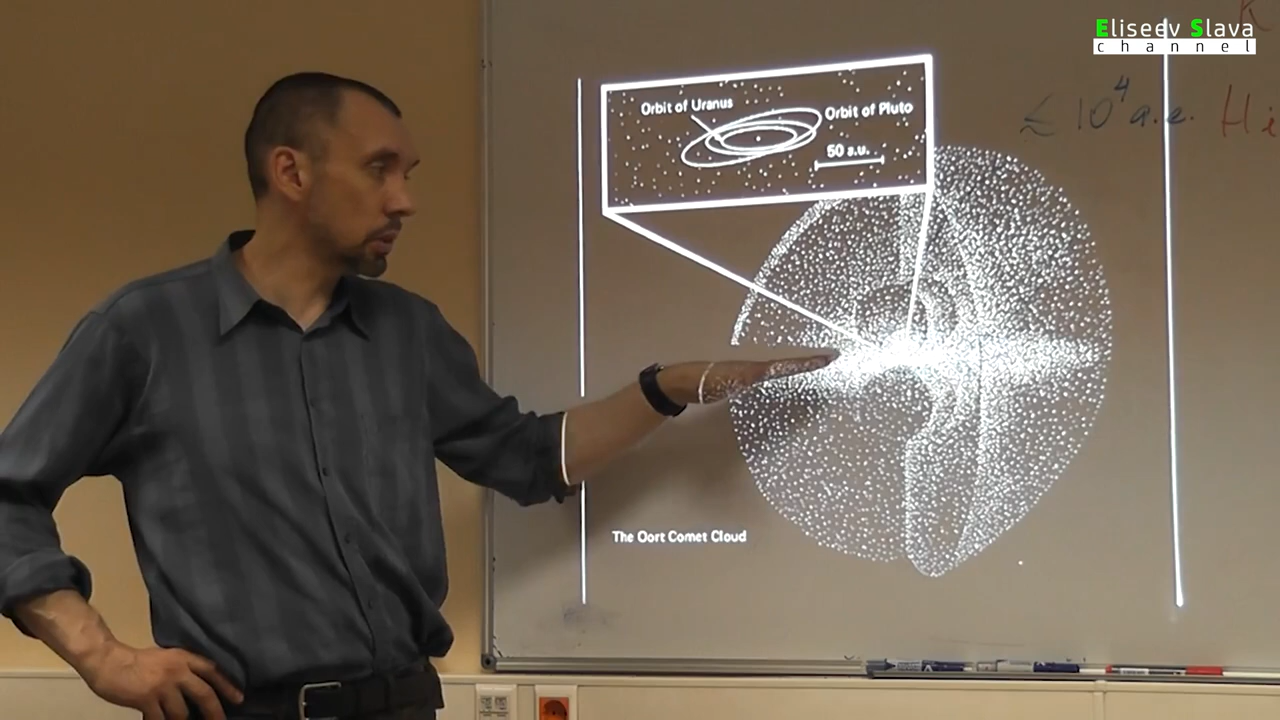 Eliseev Slava
channel
Orbit of Uranus
Orbit of Pluto
50 a.u.
≲ 10⁴ a.e.
The Oort Comet Cloud